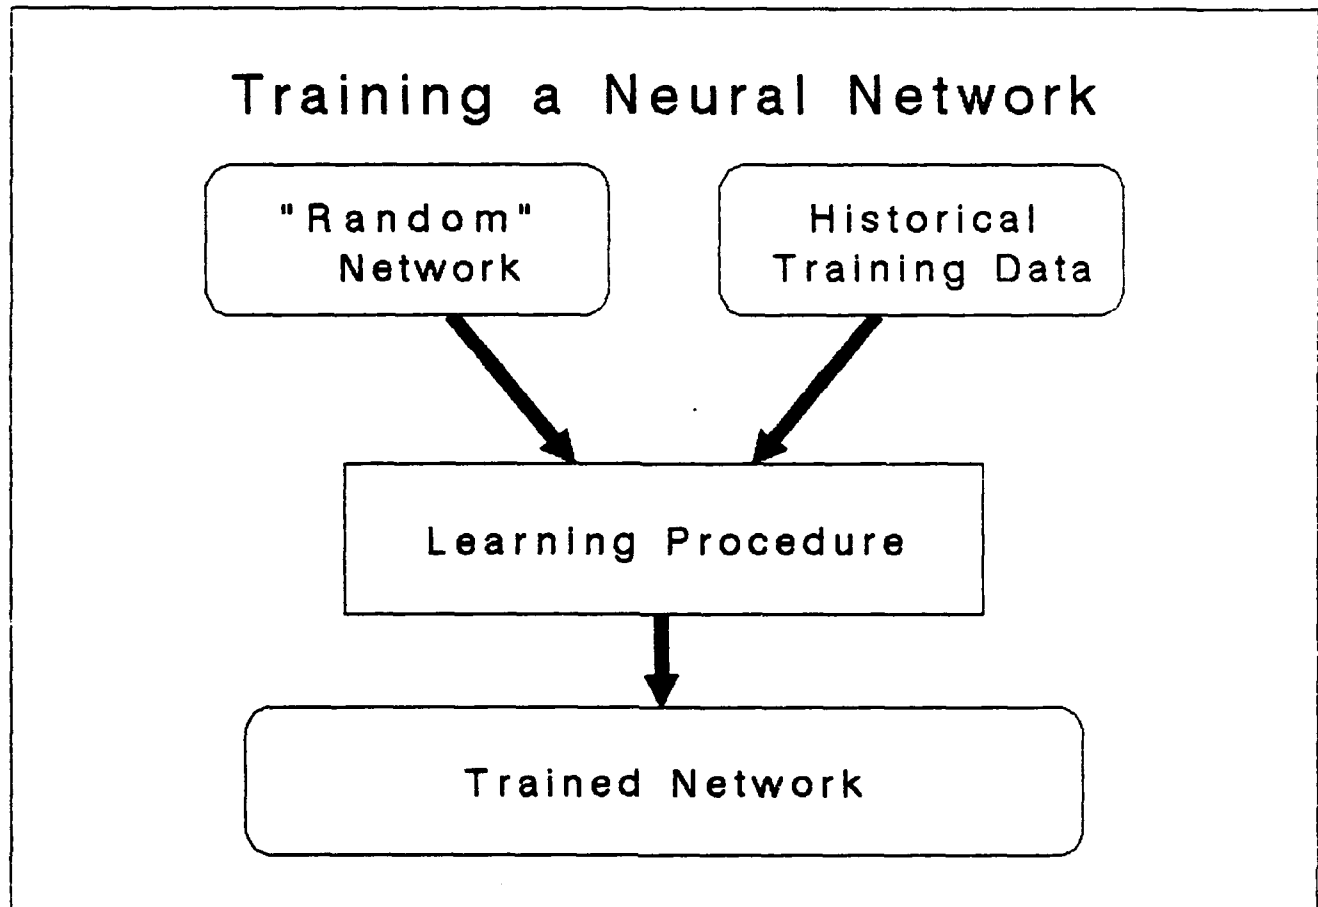 Training a Neural Network
"Random"
Network
Historical
Training Data
Learning Procedure
Trained Network